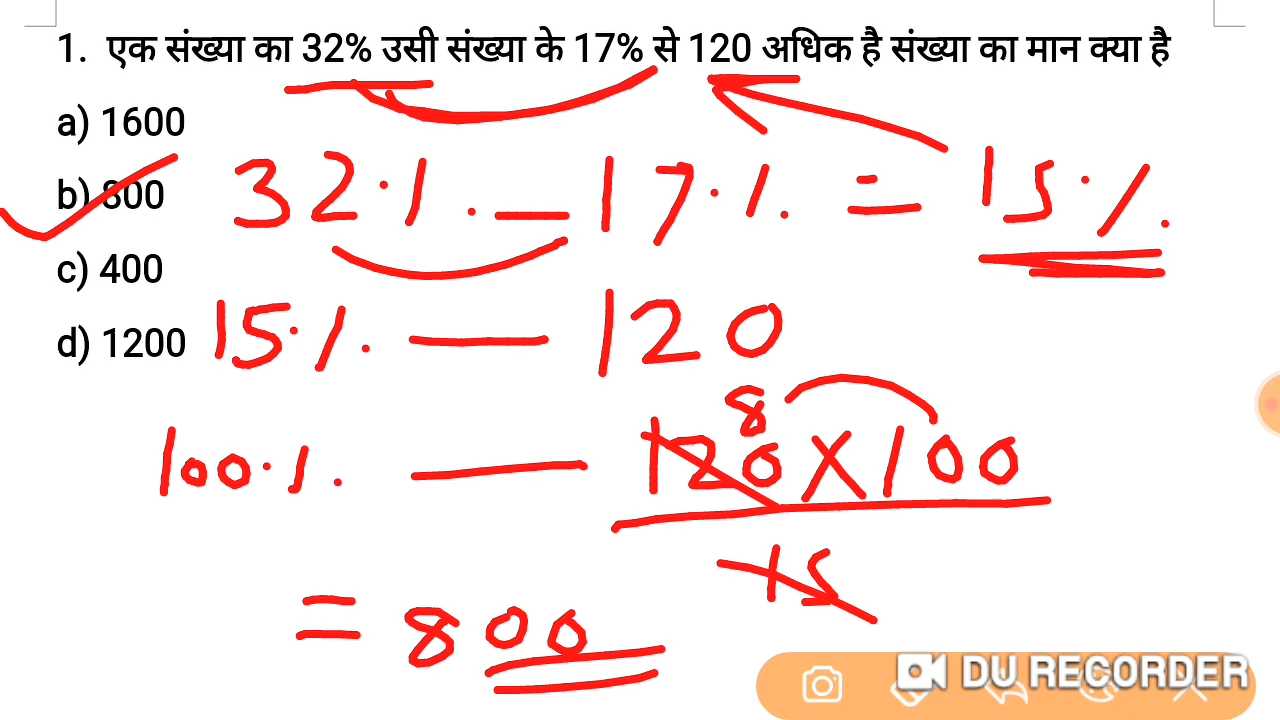 1. एक संख्या का 32% उसी संख्या के 17% से 120 अधिक है संख्या का मान क्या है
a) 1600
b) 800
c) 400
d) 1200
32% - 17% = 15%
15% - 120
8
100% - 120 X 100
15
= 800
DU RECORDER